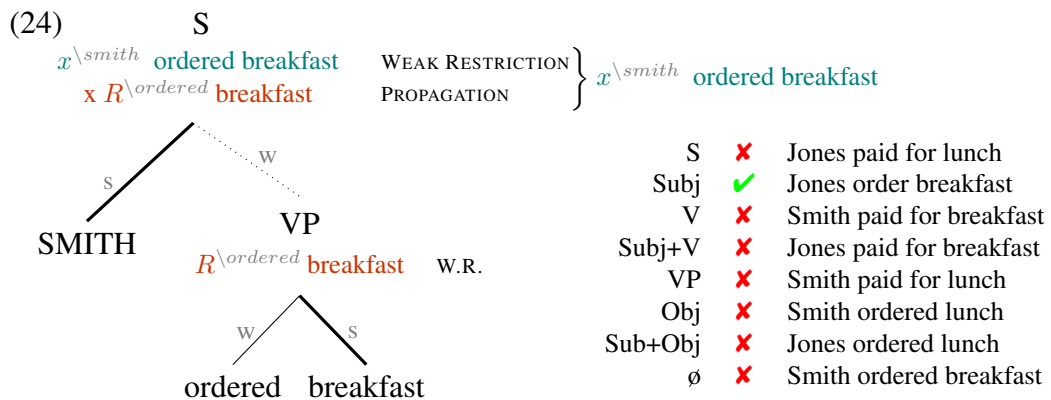 (24) S
x\smith ordered breakfast WEAK RESTRICTION
x R\ordered breakfast PROPAGATION
x\smith ordered breakfast
s w
SMITH VP
R\ordered breakfast W.R.
w s
ordered breakfast
S ✘ Jones paid for lunch
Subj ✔ Jones order breakfast
V ✘ Smith paid for breakfast
Subj+V ✘ Jones paid for breakfast
VP ✘ Smith paid for lunch
Obj ✘ Smith ordered lunch
Sub+Obj ✘ Jones ordered lunch
ø ✘ Smith ordered breakfast